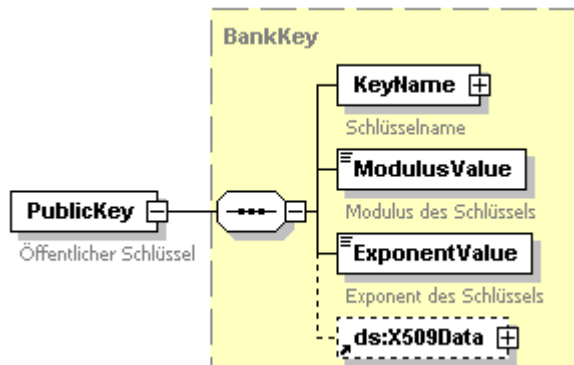 BankKey
KeyName
Schlüsselname
ModulusValue
Modulus des Schlüssels
PublicKey
Öffentlicher Schlüssel
ExponentValue
Exponent des Schlüssels
ds:X509Data